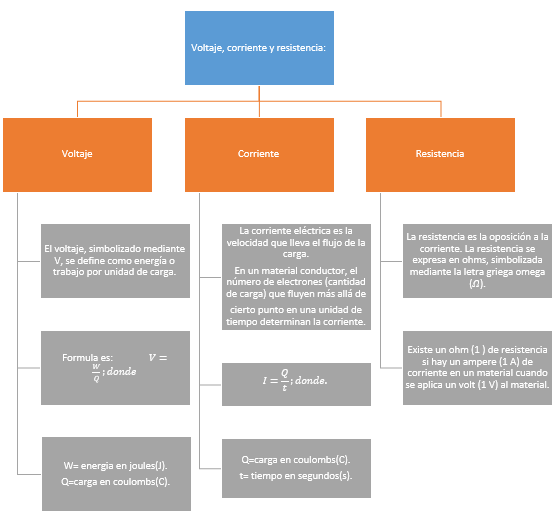 Voltaje, corriente y resistencia:
Voltaje
El voltaje, simbolizado mediante
V, se define como energía o
trabajo por unidad de carga.
Formula es: V =
W/Q ; donde
W= energia en joules(J).
Q=carga en coulombs(C).
Corriente
La corriente eléctrica es la
velocidad que lleva el flujo de la
carga.
En un material conductor, el
número de electrones (cantidad
de carga) que fluyen más allá de
cierto punto en una unidad de
tiempo determinan la corriente.
I = Q/t ; donde.
Q=carga en coulombs(C).
t= tiempo en segundos(s).
Resistencia
La resistencia es la oposición a la
corriente. La resistencia se
expresa en ohms, simbolizada
mediante la letra griega omega
(Ω).
Existe un ohm (1 ) de resistencia
si hay un ampere (1 A) de
corriente en un material cuando
se aplica un volt (1 V) al material.